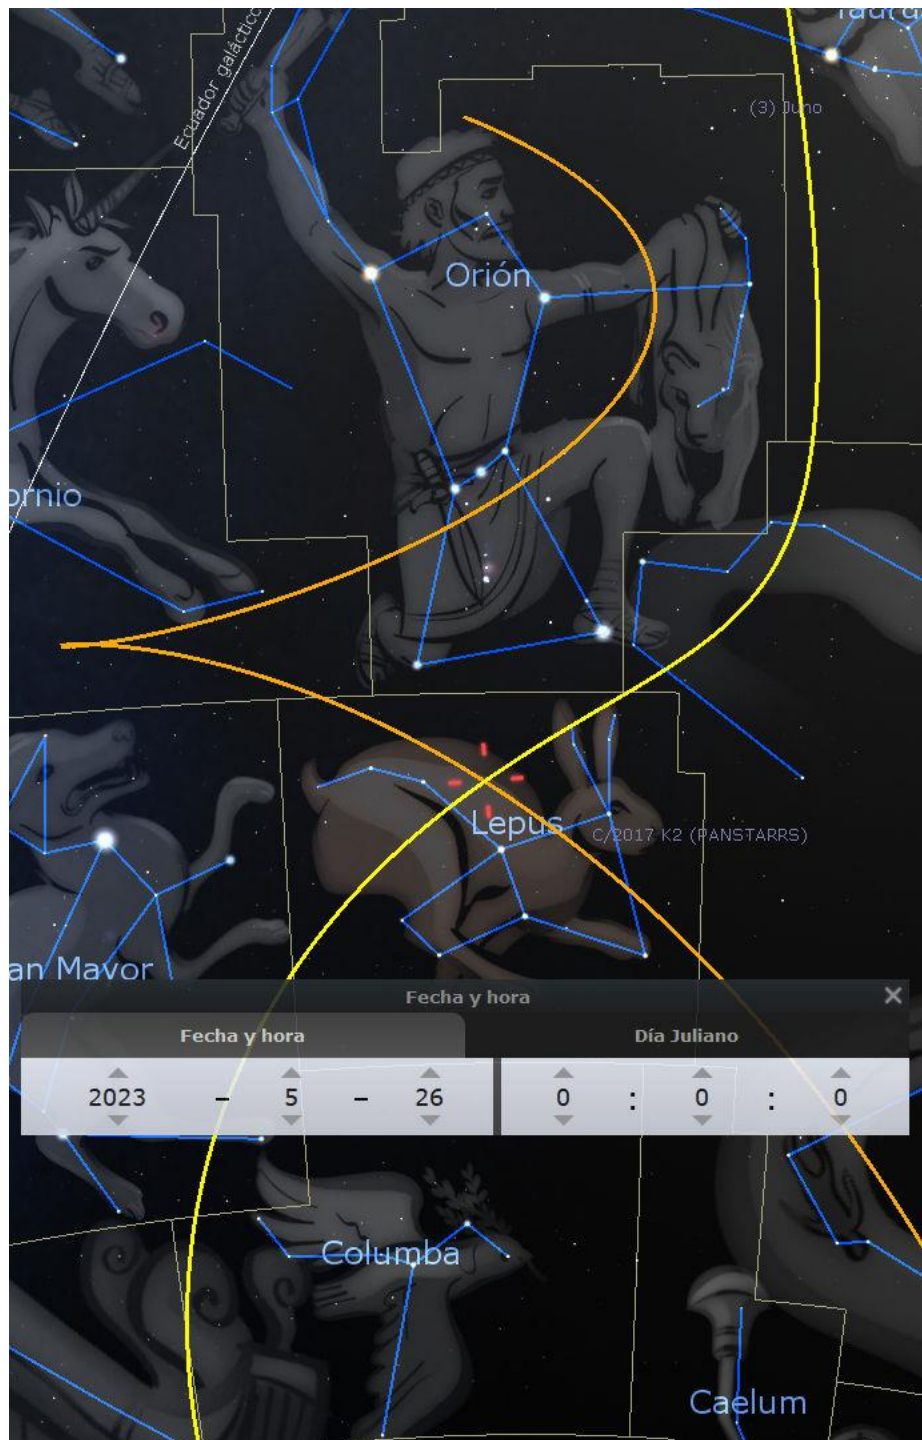 Taurus
Ecuador galáctico
(3) Juno
Orión
ornio
Lepus
C/2017 K2 (PANSTARRS)
an Mayor
Fecha y hora
Fecha y hora
Día Juliano
2023 – 5 – 26 0 : 0 : 0
Columba
Caelum